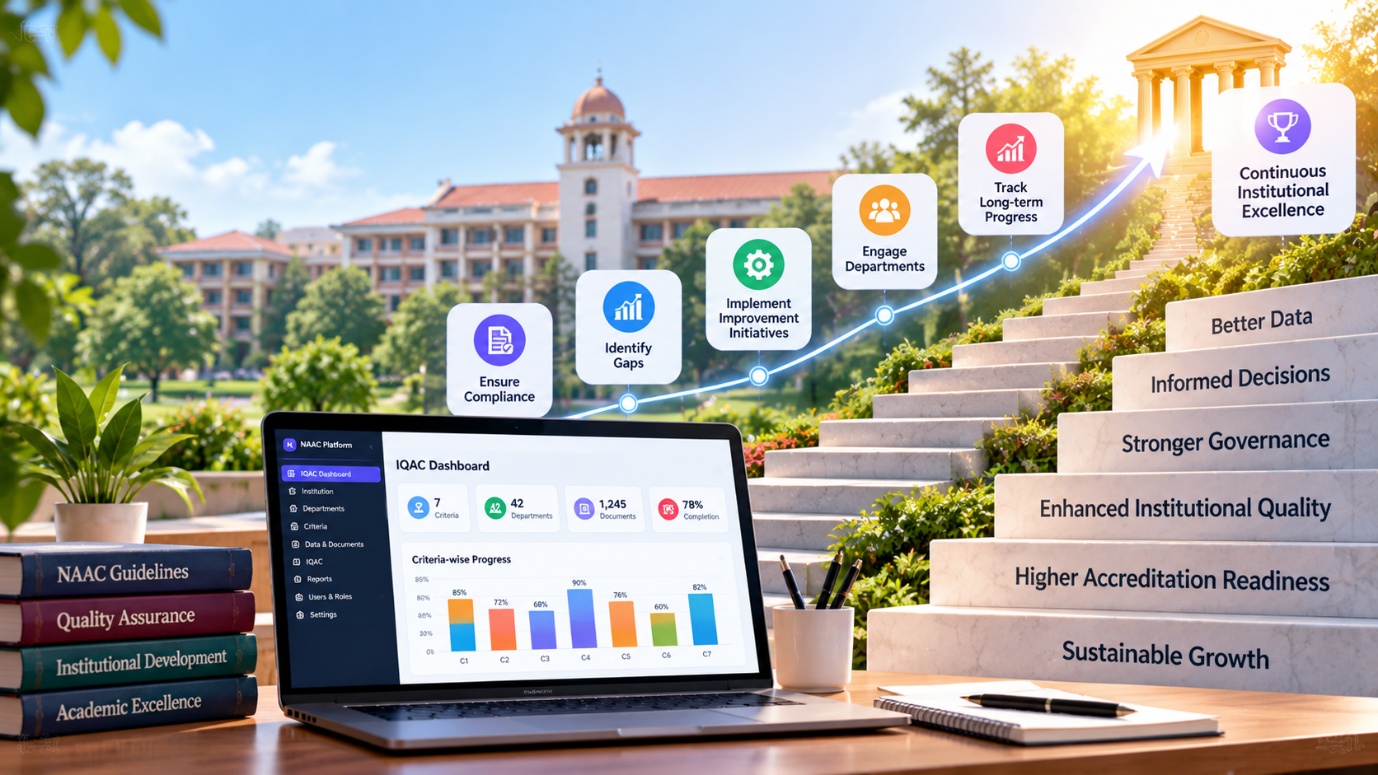 Continuous
Institutional
Excellence
Track
Long-term
Progress
Engage
Departments
Implement
Improvement
Initiatives
Identify
Gaps
Ensure
Compliance
Better Data
Informed Decisions
Stronger Governance
Enhanced Institutional Quality
Higher Accreditation Readiness
Sustainable Growth
NAAC Platform
IQAC Dashboard
Institution
Departments
Criteria
Data & Documents
IQAC
Reports
Users & Roles
Settings
IQAC Dashboard
7
Criteria
42
Departments
1,245
Documents
78%
Completion
Criteria-wise Progress
85%
0%
85%
72%
68%
90%
76%
60%
82%
C1
C2
C3
C4
C5
C6
C7
NAAC Guidelines
Quality Assurance
Institutional Development
Academic Excellence